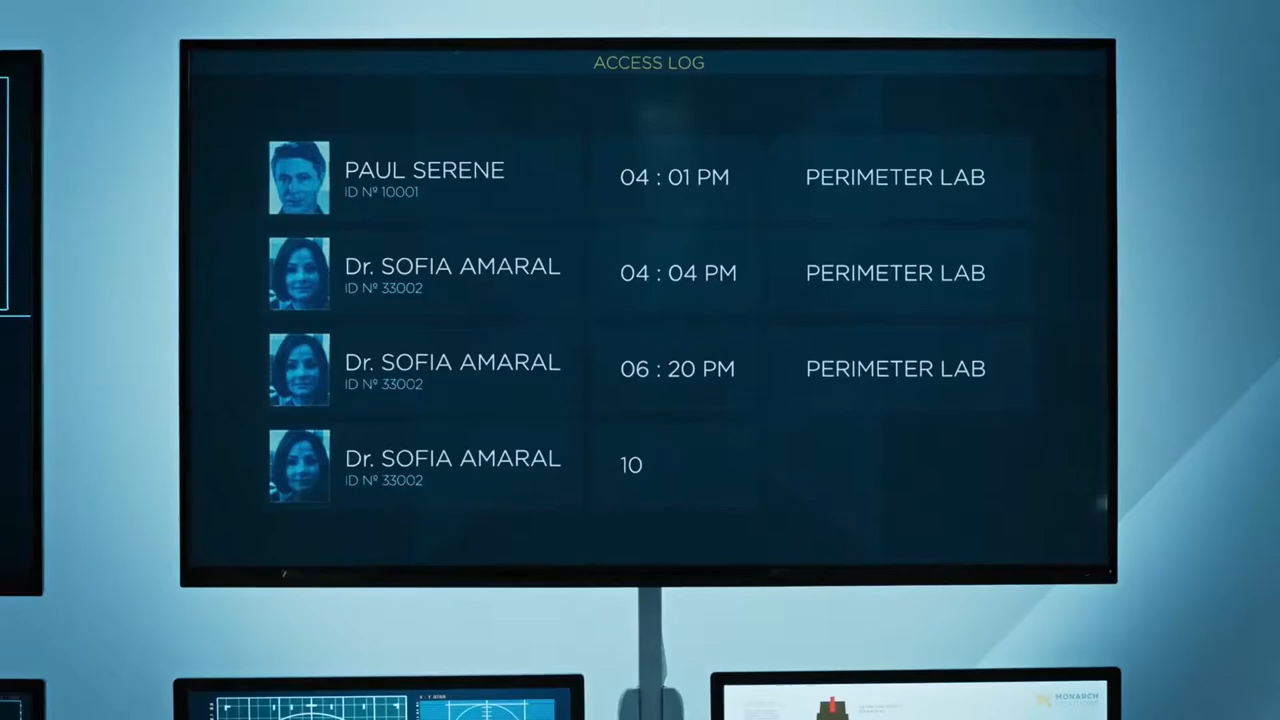 ACCESS LOG
PAUL SERENE
ID Nº 10001
04 : 01 PM
PERIMETER LAB
Dr. SOFIA AMARAL
ID Nº 33002
04 : 04 PM
PERIMETER LAB
Dr. SOFIA AMARAL
ID Nº 33002
06 : 20 PM
PERIMETER LAB
Dr. SOFIA AMARAL
ID Nº 33002
10
MONARCH